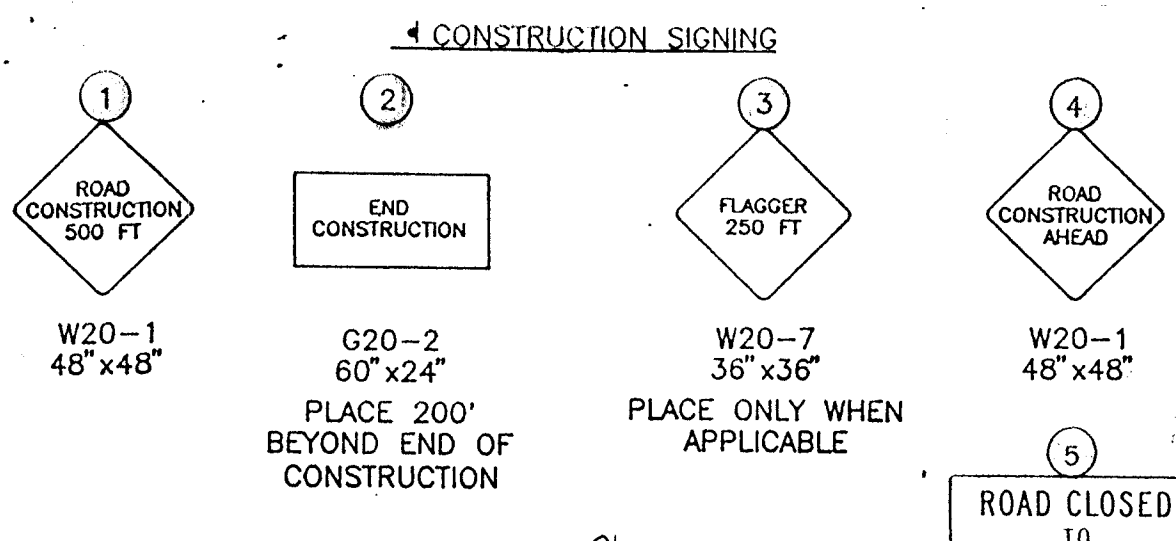 CONSTRUCTION SIGNING
1
ROAD
CONSTRUCTION
500 FT
W20-1
48"x48"
2
END
CONSTRUCTION
G20-2
60"x24"
PLACE 200'
BEYOND END OF
CONSTRUCTION
3
FLAGGER
250 FT
W20-7
36"x36"
PLACE ONLY WHEN
APPLICABLE
4
ROAD
CONSTRUCTION
AHEAD
W20-1
48"x48"
5
ROAD CLOSED
TO